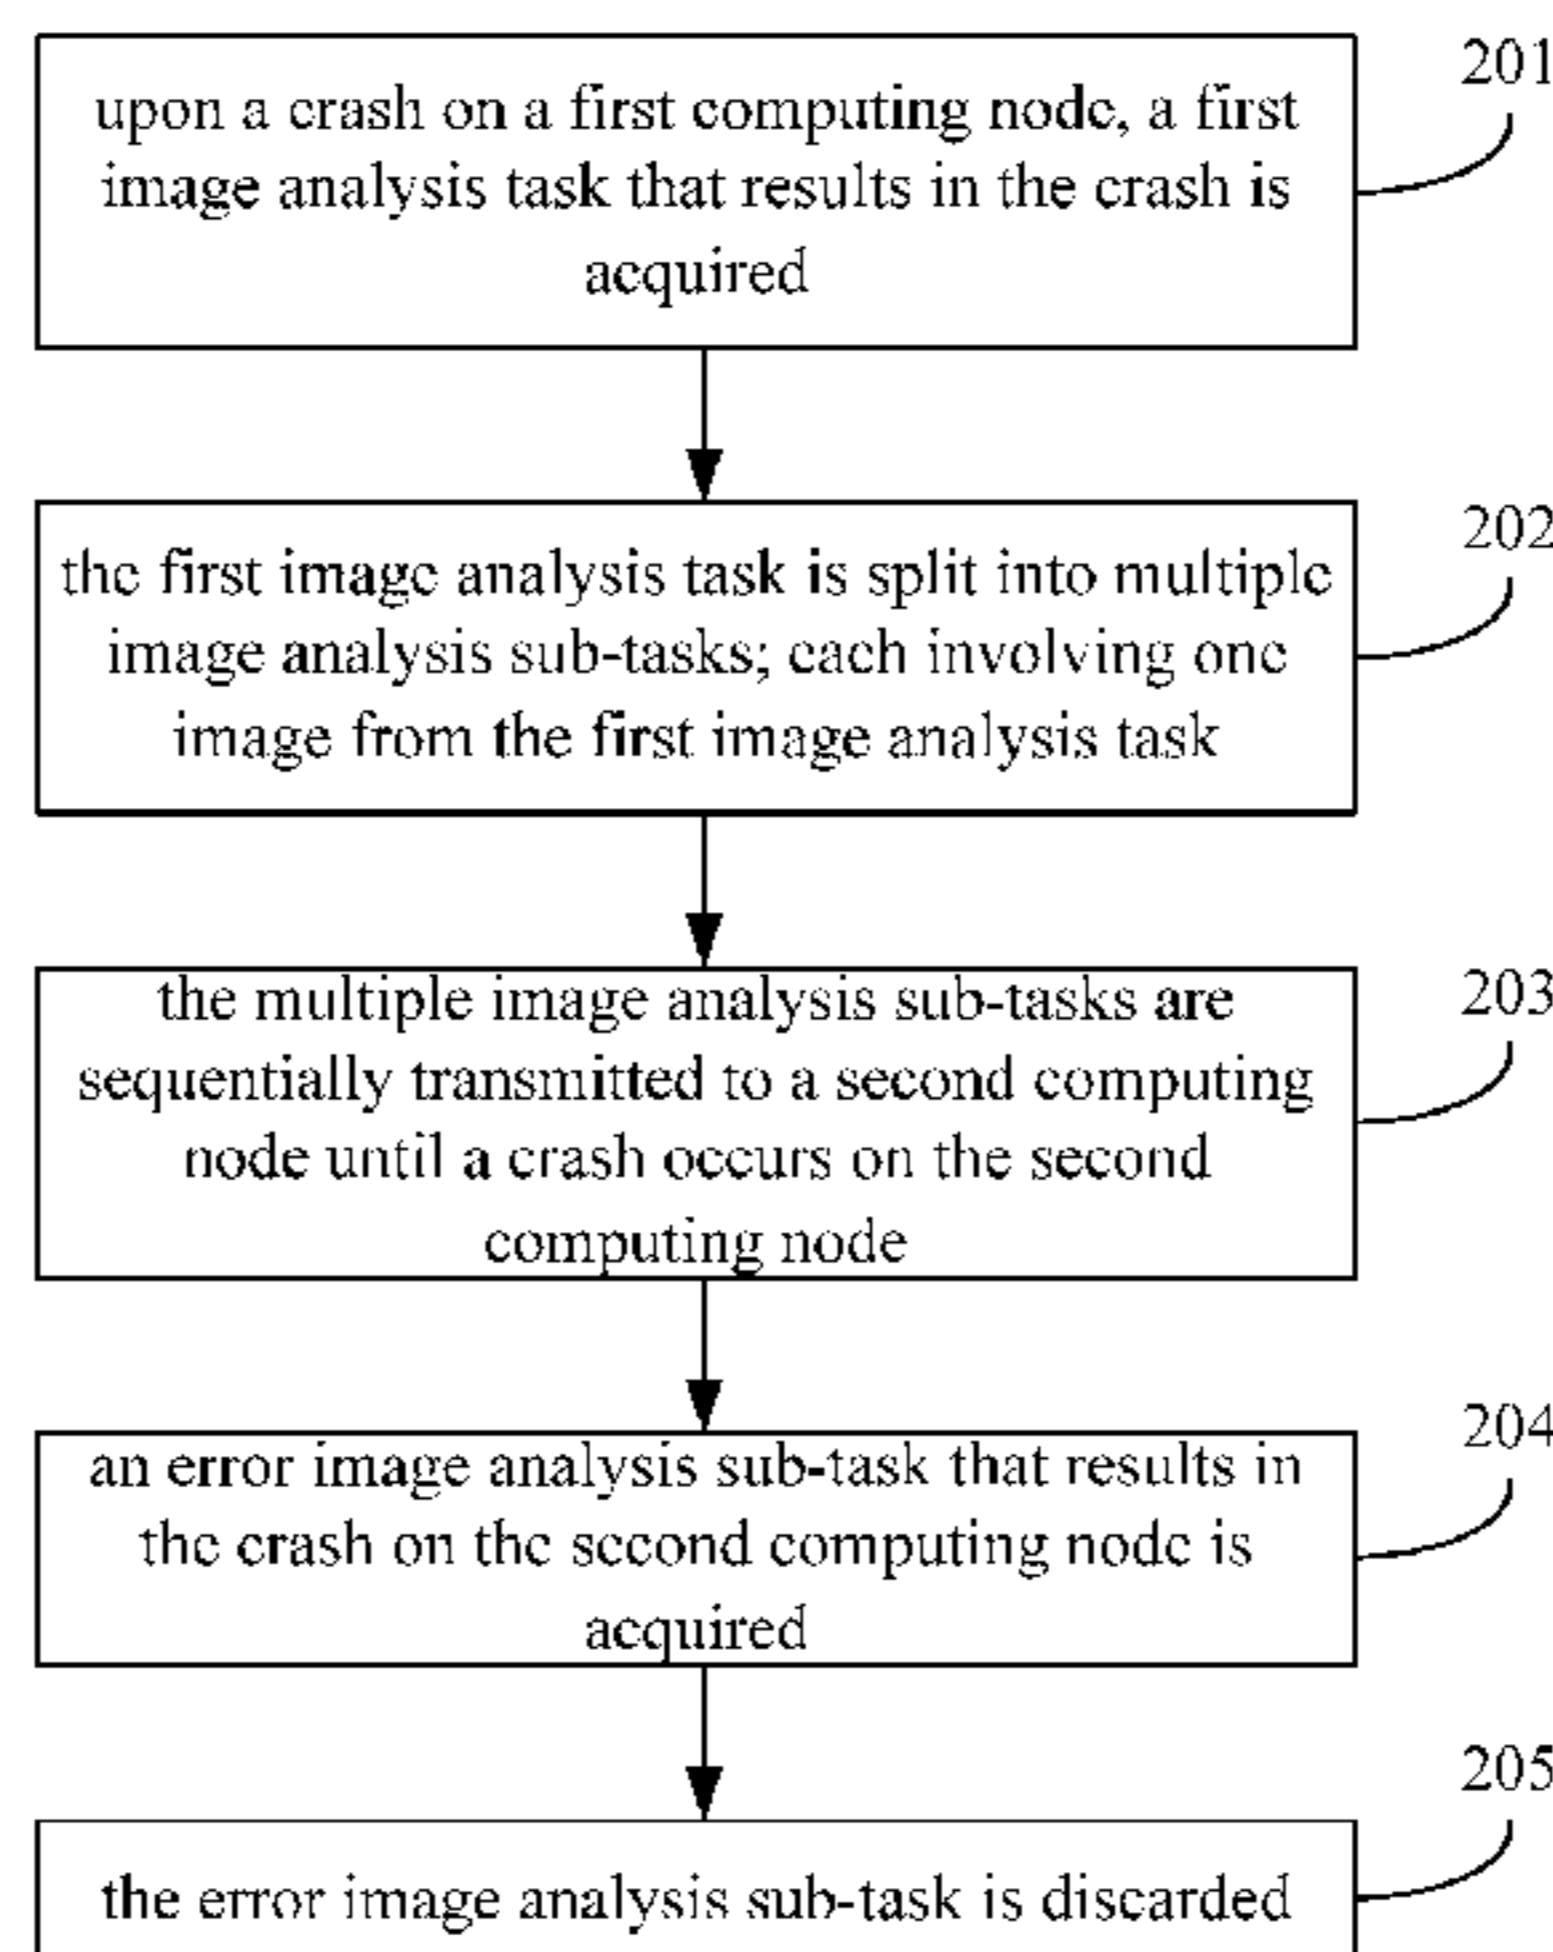 upon a crash on a first computing node, a first
image analysis task that results in the crash is
acquired
201
the first image analysis task is split into multiple
image analysis sub-tasks; each involving one
image from the first image analysis task
202
the multiple image analysis sub-tasks are
sequentially transmitted to a second computing
node until a crash occurs on the second
computing node
203
an error image analysis sub-task that results in
the crash on the second computing node is
acquired
204
the error image analysis sub-task is discarded
205